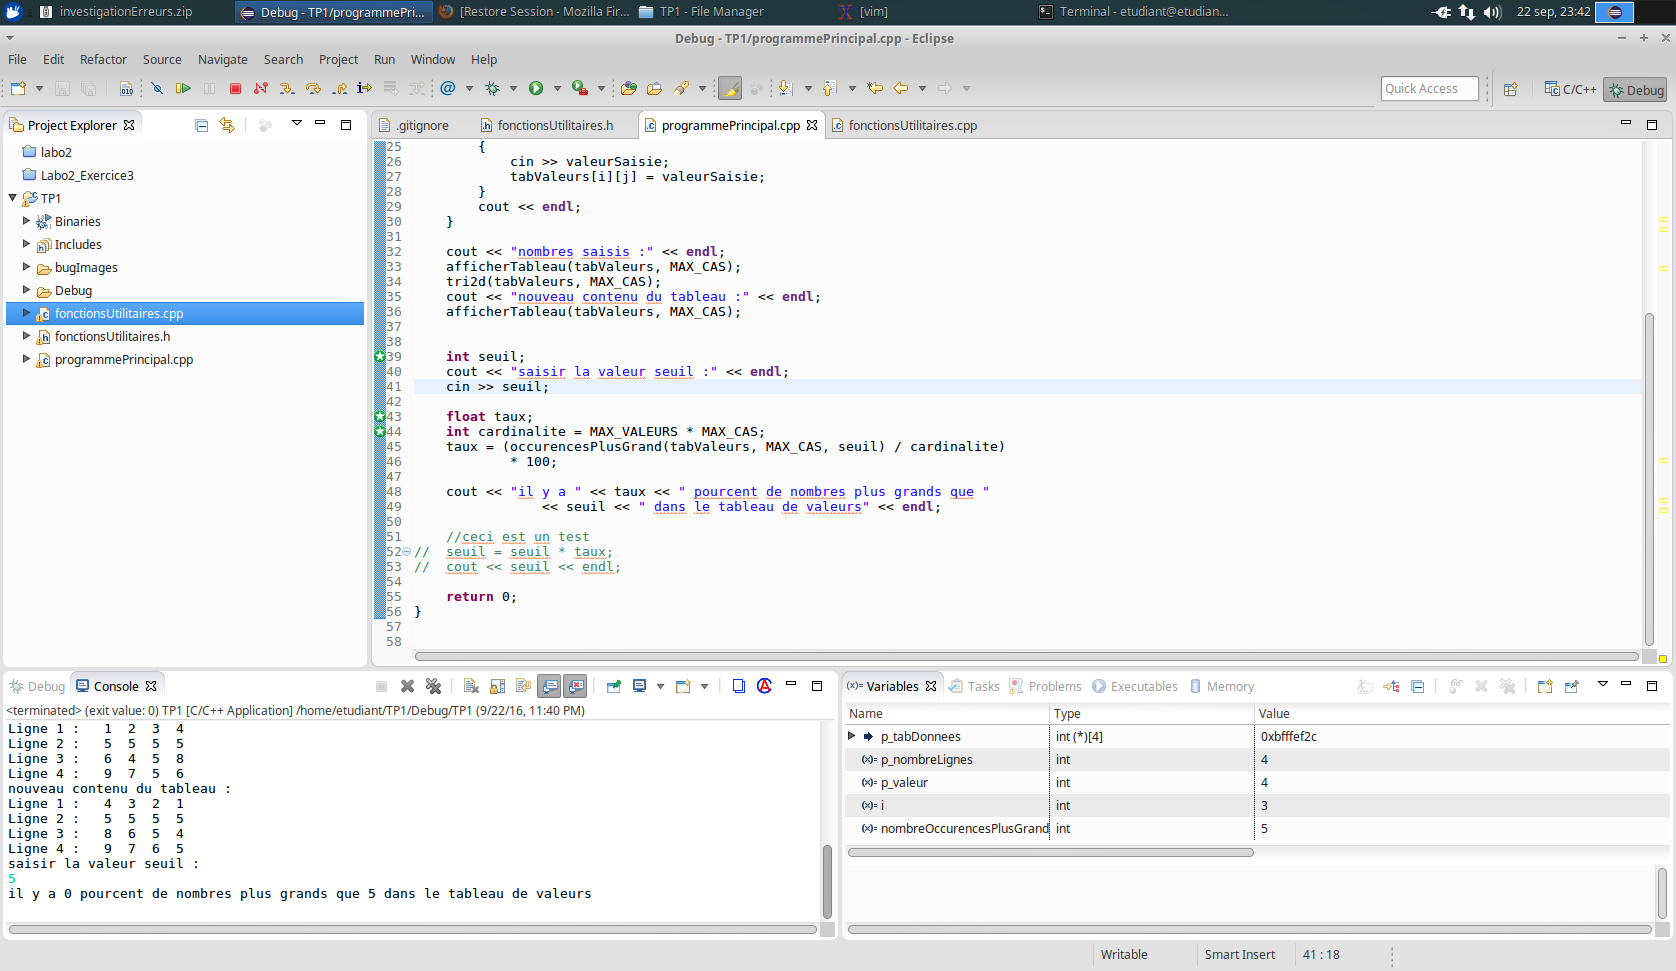 investigationErreurs.zip
Debug - TP1/programmePri...
[Restore Session - Mozilla Fir...
TP1 - File Manager
[vim]
Terminal - etudiant@etudian...
22 sep, 23:42
Debug - TP1/programmePrincipal.cpp - Eclipse
File Edit Refactor Source Navigate Search Project Run Window Help
Quick Access
C/C++
Debug
Project Explorer
labo2
Labo2_Exercice3
TP1
Binaries
Includes
bugImages
Debug
fonctionsUtilitaires.cpp
fonctionsUtilitaires.h
programmePrincipal.cpp
.gitignore
fonctionsUtilitaires.h
programmePrincipal.cpp
fonctionsUtilitaires.cpp
25 {
26 cin >> valeurSaisie;
27 tabValeurs[i][j] = valeurSaisie;
28 }
29 cout << endl;
30 }
31
32 cout << "nombres saisis :" << endl;
33 afficherTableau(tabValeurs, MAX_CAS);
34 tri2d(tabValeurs, MAX_CAS);
35 cout << "nouveau contenu du tableau :" << endl;
36 afficherTableau(tabValeurs, MAX_CAS);
37
38
39 int seuil;
40 cout << "saisir la valeur seuil :" << endl;
41 cin >> seuil;
42
43 float taux;
44 int cardinalite = MAX_VALEURS * MAX_CAS;
45 taux = (occurencesPlusGrand(tabValeurs, MAX_CAS, seuil) / cardinalite)
46 * 100;
47
48 cout << "il y a " << taux << " pourcent de nombres plus grands que "
49 << seuil << " dans le tableau de valeurs" << endl;
50
51 //ceci est un test
52 // seuil = seuil * taux;
53 // cout << seuil << endl;
54
55 return 0;
56 }
57
58
Debug
Console
<terminated> (exit value: 0) TP1 [C/C++ Application] /home/etudiant/TP1/Debug/TP1 (9/22/16, 11:40 PM)
Ligne 1 : 1 2 3 4
Ligne 2 : 5 5 5 5
Ligne 3 : 6 4 5 8
Ligne 4 : 9 7 5 6
nouveau contenu du tableau :
Ligne 1 : 4 3 2 1
Ligne 2 : 5 5 5 5
Ligne 3 : 8 6 5 4
Ligne 4 : 9 7 6 5
saisir la valeur seuil :
5
il y a 0 pourcent de nombres plus grands que 5 dans le tableau de valeurs
(x)= Variables
Tasks
Problems
Executables
Memory
Name Type Value
p_tabDonnees int (*)[4] 0xbfffef2c
(x)= p_nombreLignes int 4
(x)= p_valeur int 4
(x)= i int 3
(x)= nombreOccurencesPlusGrand int 5
Writable
Smart Insert
41 : 18